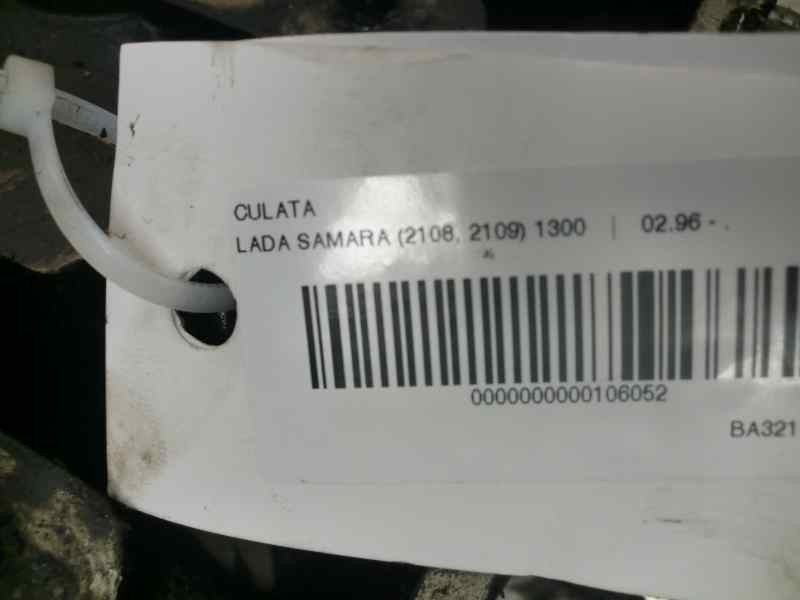 CULATA
LADA SAMARA (2108, 2109) 1300 | 02.96 - .
0000000000106052
BA321